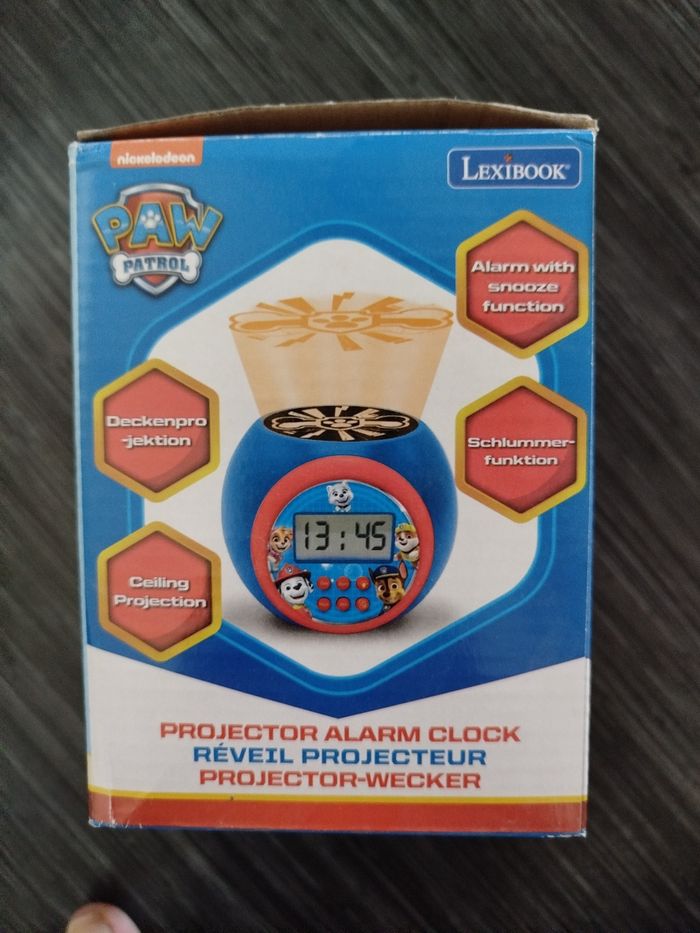 nickelodeon
LEXIBOOK®
PAW
PATROL
Alarm with
snooze
function
Deckenpro
-jektion
Schlummer-
funktion
13:45
Ceiling
Projection
PROJECTOR ALARM CLOCK
RÉVEIL PROJECTEUR
PROJECTOR-WECKER